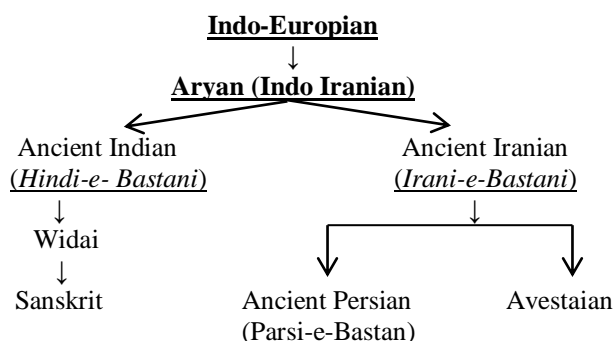 Indo-Europian
↓
Aryan (Indo Iranian)
Ancient Indian Ancient Iranian
(Hindi-e- Bastani) (Irani-e-Bastani)
↓ ↓
Widai
↓
Sanskrit Ancient Persian Avestaian
(Parsi-e-Bastan)